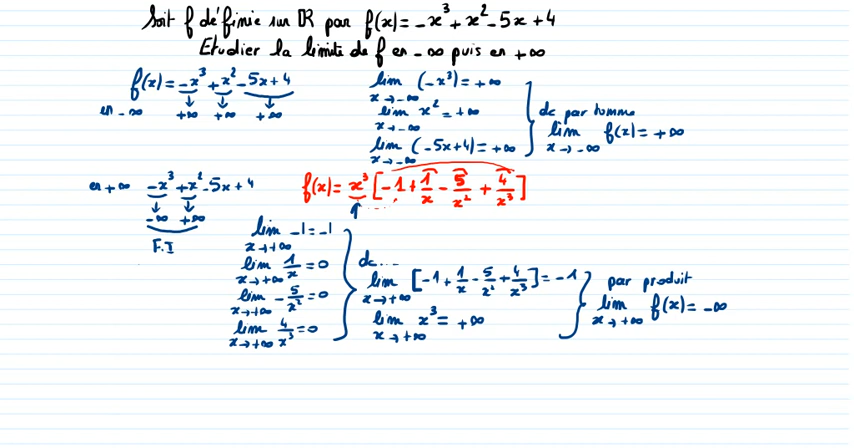 Soit f définie sur ℝ par f(x) = -x³ + x² - 5x + 4
Etudier la limite de f en -∞ puis en +∞
f(x) = -x³ + x² - 5x + 4
en -∞ ↓ ↓ ↓
+∞ +∞ +∞
lim (-x³) = +∞
x→-∞
lim x² = +∞
x→-∞
lim (-5x+4) = +∞
x→-∞
dc par somme
lim f(x) = +∞
x→-∞
en +∞ -x³ + x² - 5x + 4
↓ ↓
-∞ +∞
F.I
f(x) = x³ [-1 + 1/x - 5/x² + 4/x³]
lim -1 = -1
x→+∞
lim 1/x = 0
x→+∞
lim -5/x² = 0
x→+∞
lim 4/x³ = 0
x→+∞
dc....
lim [-1 + 1/x - 5/x² + 4/x³] = -1
x→+∞
lim x³ = +∞
x→+∞
par produit
lim f(x) = -∞
x→+∞